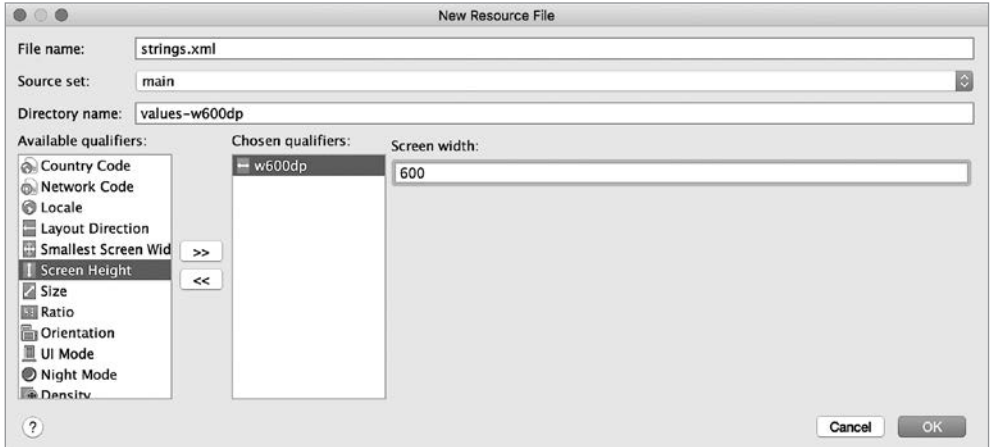 New Resource File
File name: strings.xml
Source set: main
Directory name: values-w600dp
Available qualifiers:
Country Code
Network Code
Locale
Layout Direction
Smallest Screen Wid
Screen Height
Size
Ratio
Orientation
UI Mode
Night Mode
Density
>>
<<
Chosen qualifiers:
w600dp
Screen width:
600
?
Cancel
OK